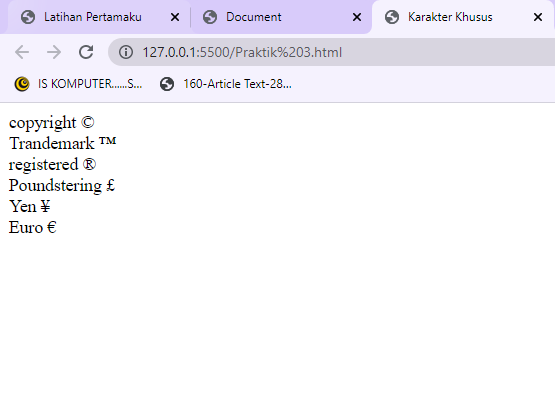 Latihan Pertamaku Document Karakter Khusus
127.0.0.1:5500/Praktik%203.html
IS KOMPUTER......S... 160-Article Text-28...
copyright ©
Trandemark ™
registered ®
Poundstering £
Yen ¥
Euro €